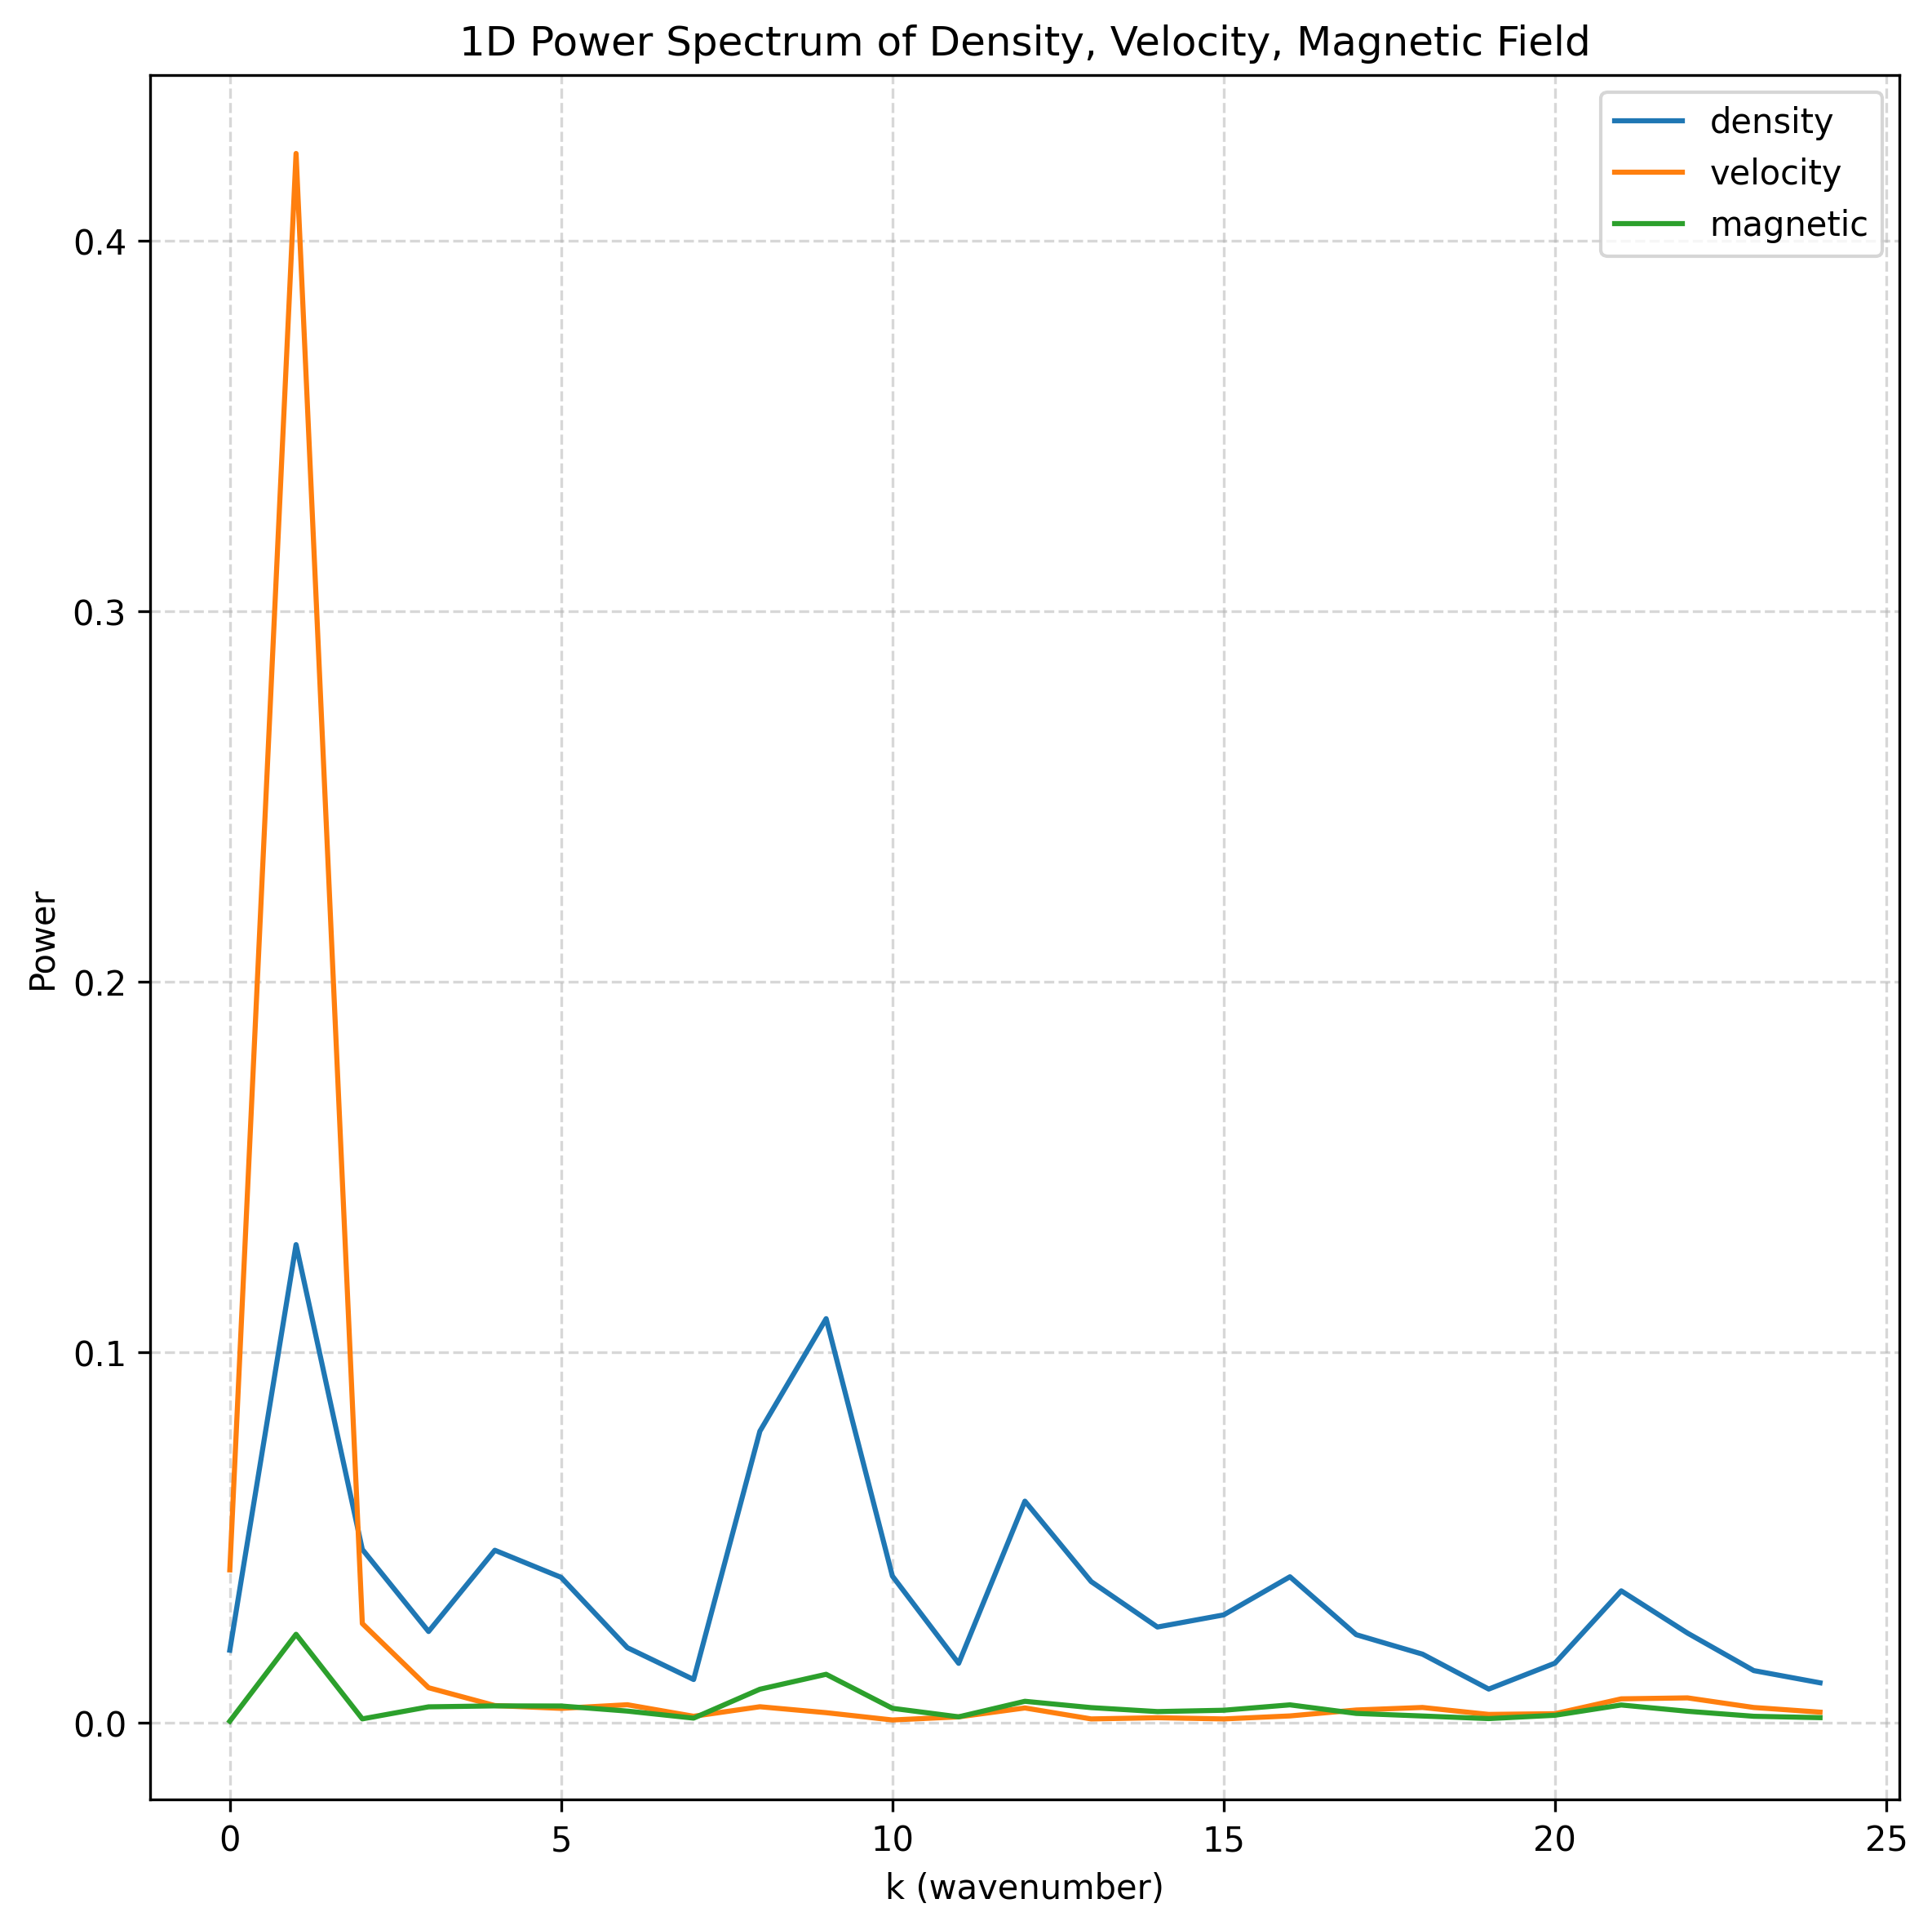 1D Power Spectrum of Density, Velocity, Magnetic Field
density
velocity
magnetic
0.4
0.3
0.2
0.1
0.0
Power
0 5 10 15 20 25
k (wavenumber)